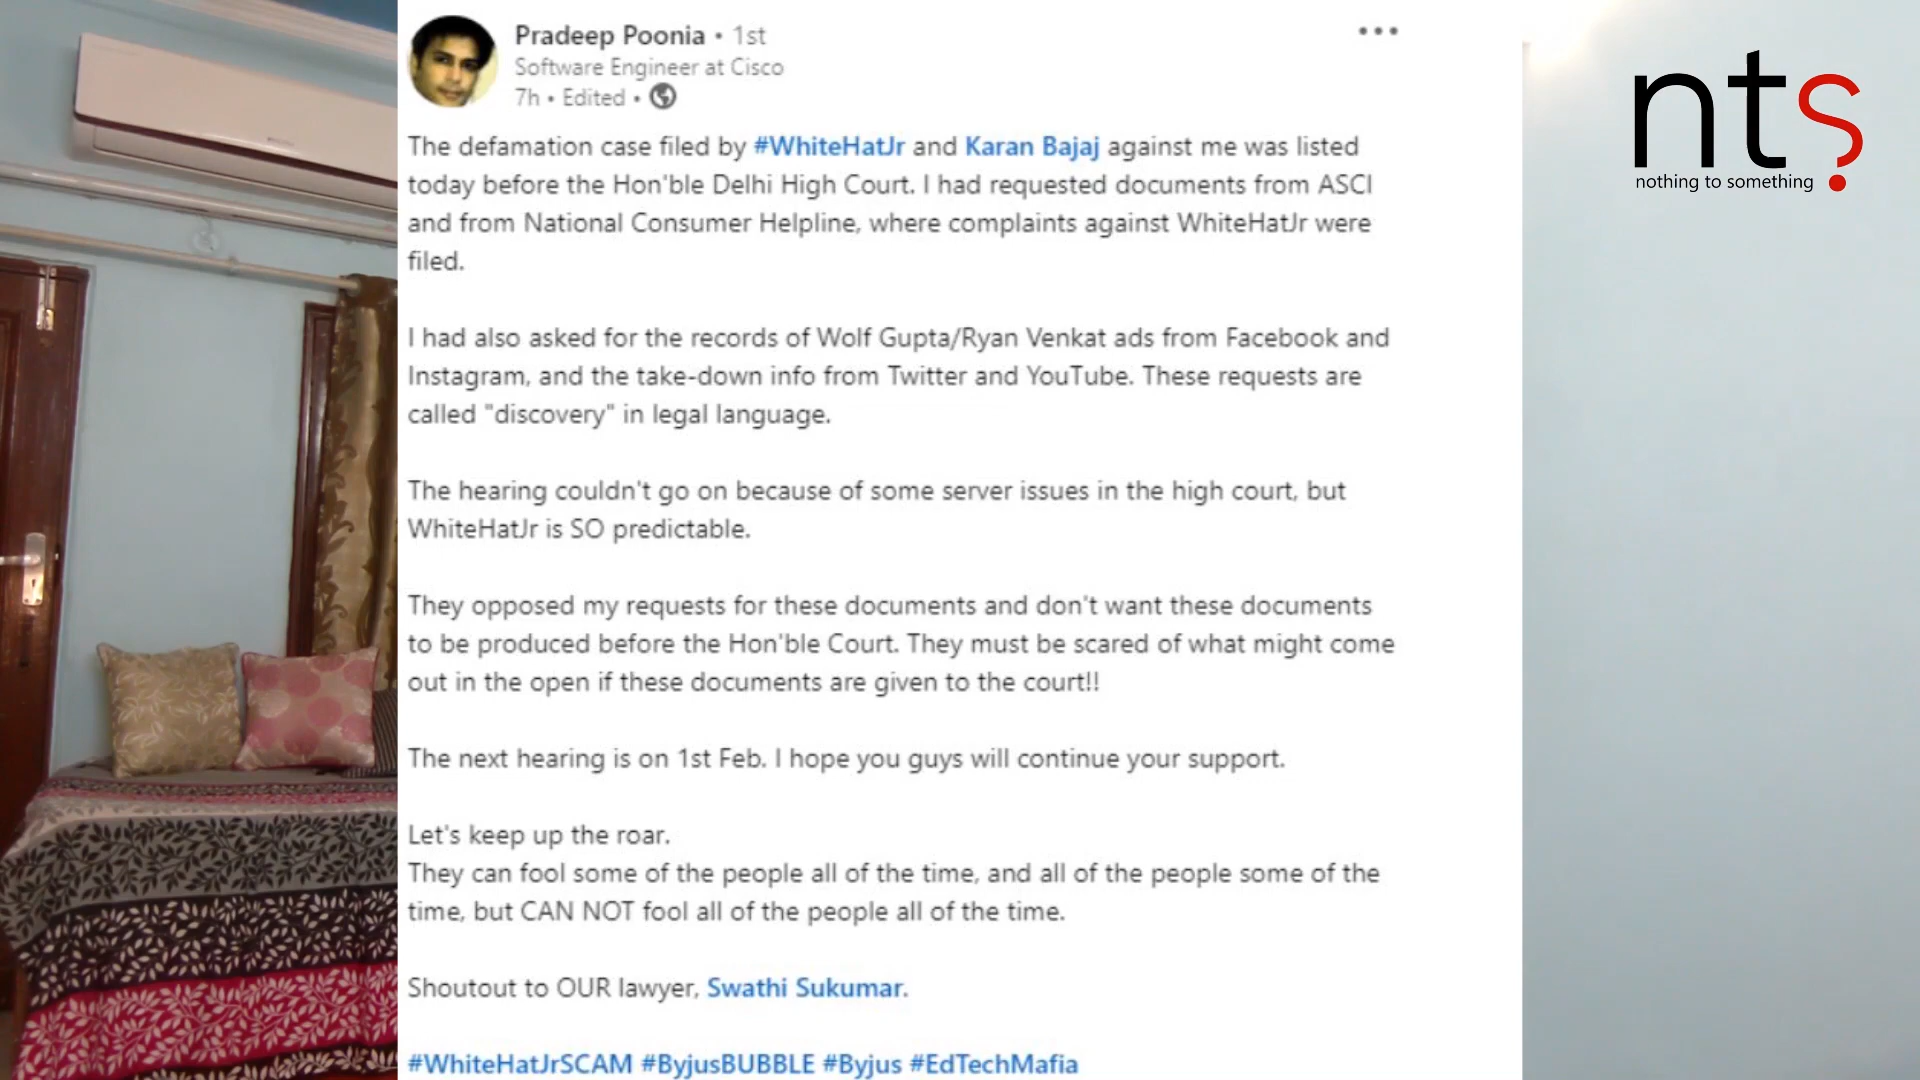 Pradeep Poonia • 1st
Software Engineer at Cisco
7h • Edited •
The defamation case filed by #WhiteHatJr and Karan Bajaj against me was listed
today before the Hon'ble Delhi High Court. I had requested documents from ASCI
and from National Consumer Helpline, where complaints against WhiteHatJr were
filed.
I had also asked for the records of Wolf Gupta/Ryan Venkat ads from Facebook and
Instagram, and the take-down info from Twitter and YouTube. These requests are
called "discovery" in legal language.
The hearing couldn't go on because of some server issues in the high court, but
WhiteHatJr is SO predictable.
They opposed my requests for these documents and don't want these documents
to be produced before the Hon'ble Court. They must be scared of what might come
out in the open if these documents are given to the court!!
The next hearing is on 1st Feb. I hope you guys will continue your support.
Let's keep up the roar.
They can fool some of the people all of the time, and all of the people some of the
time, but CAN NOT fool all of the people all of the time.
Shoutout to OUR lawyer, Swathi Sukumar.
#WhiteHatJrSCAM #ByjusBUBBLE #Byjus #EdTechMafia
nts
nothing to something